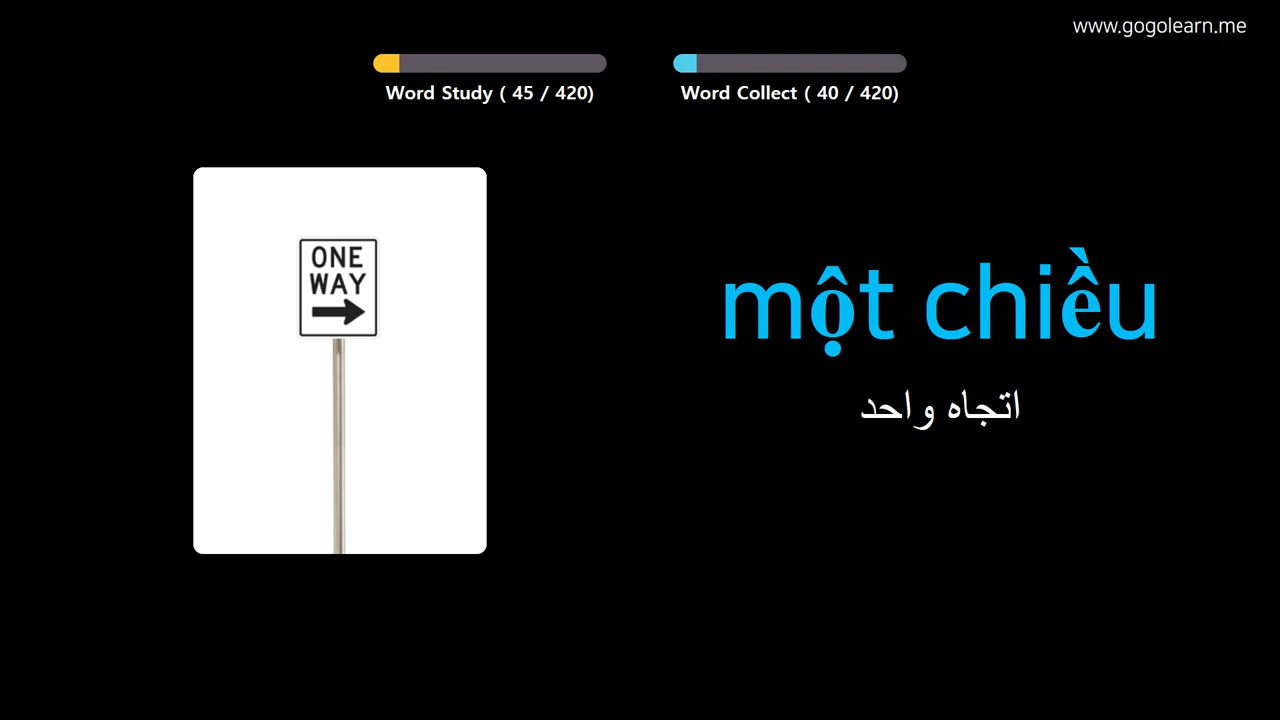 www.gogolearn.me
Word Study ( 45 / 420)
Word Collect ( 40 / 420)
ONE
WAY
một chiều
اتجاه واحد